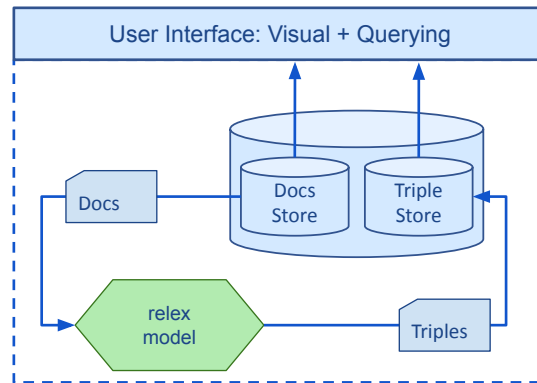 User Interface: Visual + Querying
Docs
Store
Triple
Store
Docs
relex
model
Triples